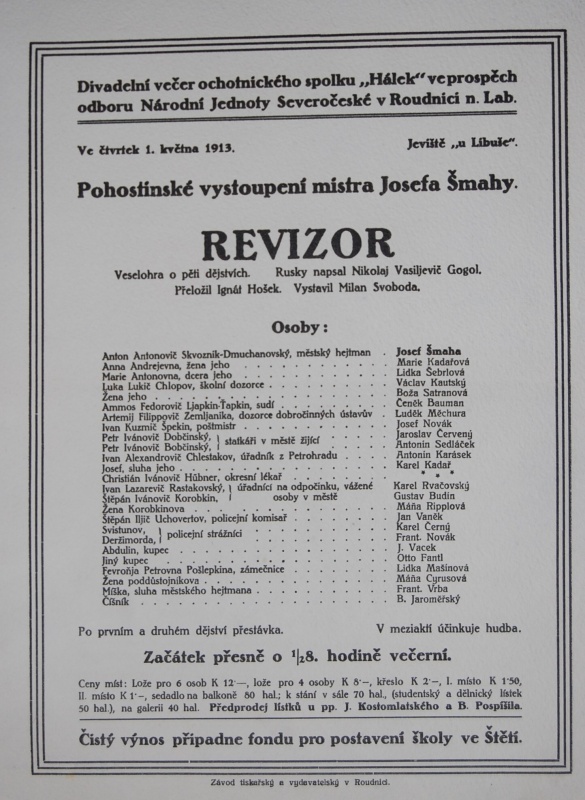 Divadelní večer ochotnického spolku „Hálek“ ve prospěch
odboru Národní Jednoty Severočeské v Roudnici n. Lab.
Ve čtvrtek 1. května 1913. Jeviště „u Libuše“.
Pohostinské vystoupení mistra Josefa Šmahy.
REVIZOR
Veselohra o pěti dějstvích. Rusky napsal Nikolaj Vasiljevič Gogol.
Přeložil Ignát Hošek. Vystavil Milan Svoboda.
Osoby:
Anton Antonovič Skvoznik-Dmuchanovský, městský hejtman . Josef Šmaha
Anna Andrejevna, žena jeho . . . . . . . . . . Marie Kadařová
Marie Antonovna, dcera jeho . . . . . . . . . . Lidka Šebrlová
Luka Lukič Chlopov, školní dozorce . . . . . . . . . Václav Kautský
Žena jeho . . . . . . . . . . . . Boža Satranová
Ammos Fedorovič Ljapkin-Ťapkin, sudí . . . . . . . . Čeněk Bauman
Artemij Filippovič Zemljanika, dozorce dobročinných ústavův . Luděk Měchura
Ivan Kuzmič Špekin, poštmistr . . . . . . . . . . Josef Novák
Petr Ivánovič Dobčinský, } statkáři v městě žijící . . . . . Jaroslav Červený
Petr Ivánovič Bobčinský, Antonín Sedláček
Ivan Alexandrovič Chlestakov, úřadník z Petrohradu . . . . Antonín Karásek
Josef, sluha jeho . . . . . . . . . . . . Karel Kadař
Christián Ivánovič Hübner, okresní lékař . . . . . . . * * *
Ivan Lazarevič Rastakovský, } úřadníci na odpočinku, vážené Karel Rvačovský
Štěpán Ivánovič Korobkin, osoby v městě Gustav Budín
Žena Korobkinova . . . . . . . . . . . . Máňa Ripplová
Štěpán Iljič Uchovertov, policejní komisař . . . . . . . Jan Vaněk
Svistunov, } policejní strážníci . . . . . . . . Karel Černý
Deržimorda, Frant. Novák
Abdulin, kupec . . . . . . . . . . . . J. Vacek
Jiný kupec . . . . . . . . . . . . Otto Fantl
Fevroňja Petrovna Pošlepkina, zámečnice . . . . . . . Lidka Mašínová
Žena poddůstojníkova . . . . . . . . . . . Máňa Cyrusová
Miška, sluha městského hejtmana . . . . . . . . . Frant. Vrba
Číšník . . . . . . . . . . . . . B. Jaroměřský
Po prvním a druhém dějství přestávka. V meziaktí účinkuje hudba.
Začátek přesně o 1/28. hodině večerní.
Ceny míst: Lože pro 6 osob K 12·—, lože pro 4 osoby K 8·—, křeslo K 2·—, I. místo K 1·50,
II. místo K 1·—, sedadlo na balkoně 80 hal.; k stání v sále 70 hal., (studentský a dělnický lístek
50 hal.), na galerii 40 hal. Předprodej lístků u pp. J. Kostomlatského a B. Pospíšila.
Čistý výnos připadne fondu pro postavení školy ve Štětí.
Závod tiskařský a vydavatelský v Roudnici.